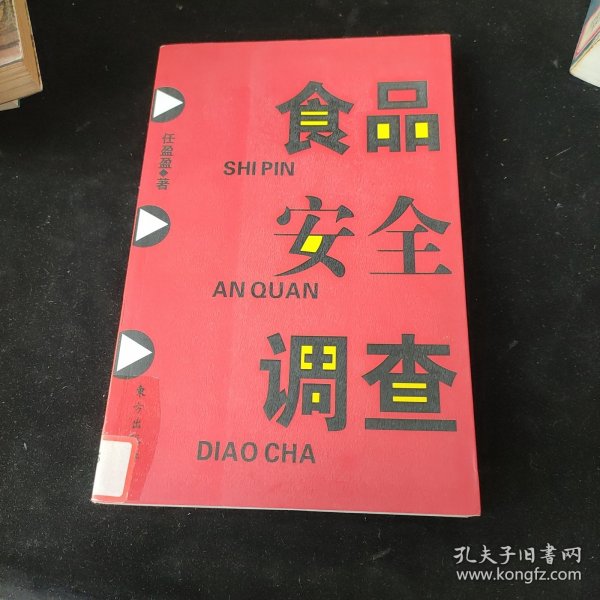 食品
SHI PIN
任盈盈◆著
安全
AN QUAN
调查
DIAO CHA
東方出
孔夫子旧書网
www.kongfz.com